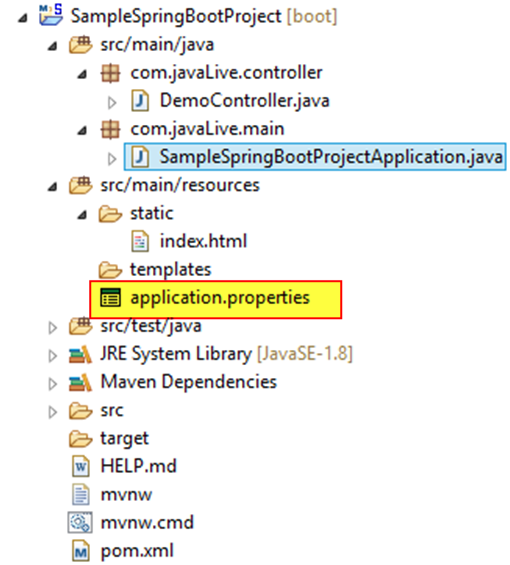 SampleSpringBootProject [boot]
src/main/java
com.javaLive.controller
DemoController.java
com.javaLive.main
SampleSpringBootProjectApplication.java
src/main/resources
static
index.html
templates
application.properties
src/test/java
JRE System Library [JavaSE-1.8]
Maven Dependencies
src
target
HELP.md
mvnw
mvnw.cmd
pom.xml